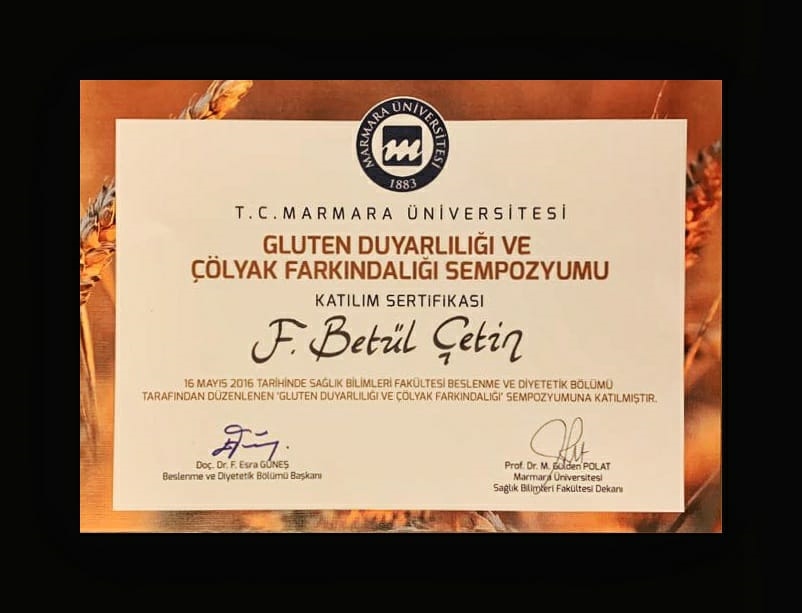 MARMARA ÜNİVERSİTESİ
m
1883
T.C. MARMARA ÜNİVERSİTESİ
GLUTEN DUYARLILIĞI VE
ÇÖLYAK FARKINDALIĞI SEMPOZYUMU
KATILIM SERTİFİKASI
F. Betül Çetin
16 MAYIS 2016 TARİHİNDE SAĞLIK BİLİMLERİ FAKÜLTESİ BESLENME VE DİYETETİK BÖLÜMÜ
TARAFINDAN DÜZENLENEN 'GLUTEN DUYARLILIĞI VE ÇÖLYAK FARKINDALIĞI' SEMPOZYUMUNA KATILMIŞTIR.
Doç. Dr. F. Esra GÜNEŞ
Beslenme ve Diyetetik Bölümü Başkanı
Prof. Dr. M. Gülden POLAT
Marmara Üniversitesi
Sağlık Bilimleri Fakültesi Dekanı